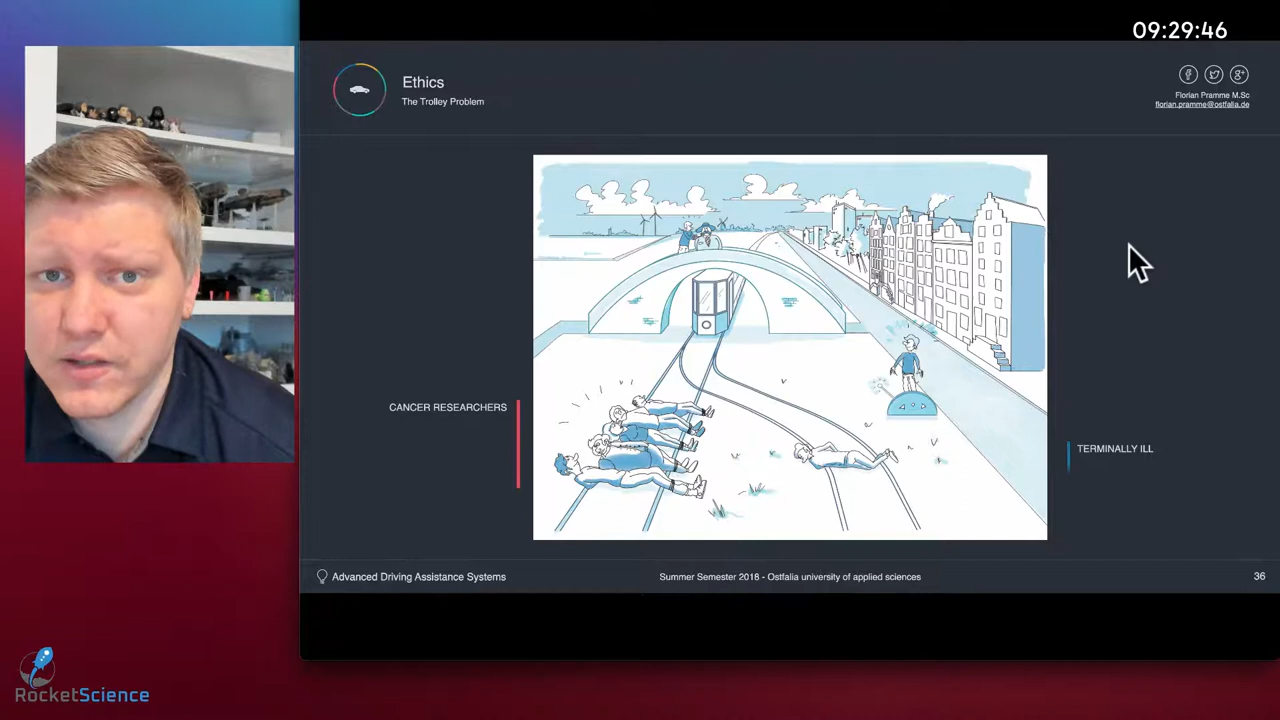 09:29:46
Ethics
The Trolley Problem
Florian Pramme M.Sc
florian.pramme@ostfalia.de
CANCER RESEARCHERS
TERMINALLY ILL
Advanced Driving Assistance Systems
Summer Semester 2018 - Ostfalia university of applied sciences
36
RocketScience